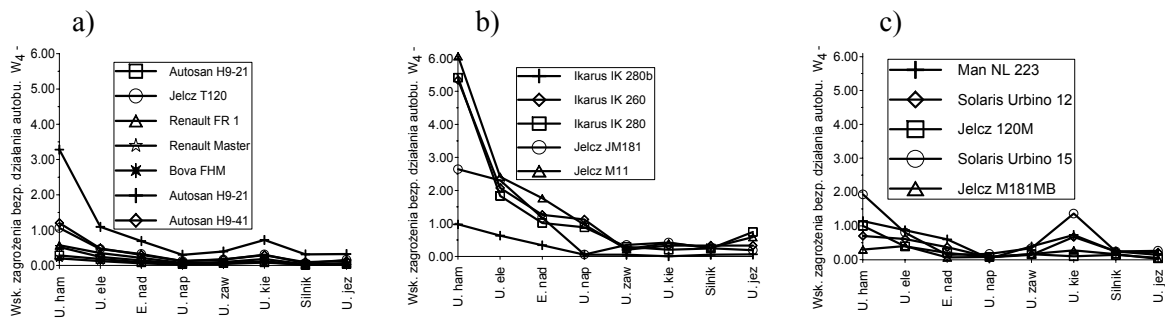 a)
Wsk. zagrożenia bezp. działania autobu. W4 -
6.00
5.00
4.00
3.00
2.00
1.00
0.00
Autosan H9-21
Jelcz T120
Renault FR 1
Renault Master
Bova FHM
Autosan H9-21
Autosan H9-41
U. ham
U. ele
E. nad
U. nap
U. zaw
U. kie
Silnik
U. jez
b)
Wsk. zagrożenia bezp. działania autobu. W4 -
6.00
5.00
4.00
3.00
2.00
1.00
0.00
Ikarus IK 280b
Ikarus IK 260
Ikarus IK 280
Jelcz JM181
Jelcz M11
U. ham
U. ele
E. nad
U. nap
U. zaw
U. kie
Silnik
U. jez
c)
Wsk. zagrożenia bezp. działania autobu. W4 -
6.00
5.00
4.00
3.00
2.00
1.00
0.00
Man NL 223
Solaris Urbino 12
Jelcz 120M
Solaris Urbino 15
Jelcz M181MB
U. ham
U. ele
E. nad
U. nap
U. zaw
U. kie
Silnik
U. jez